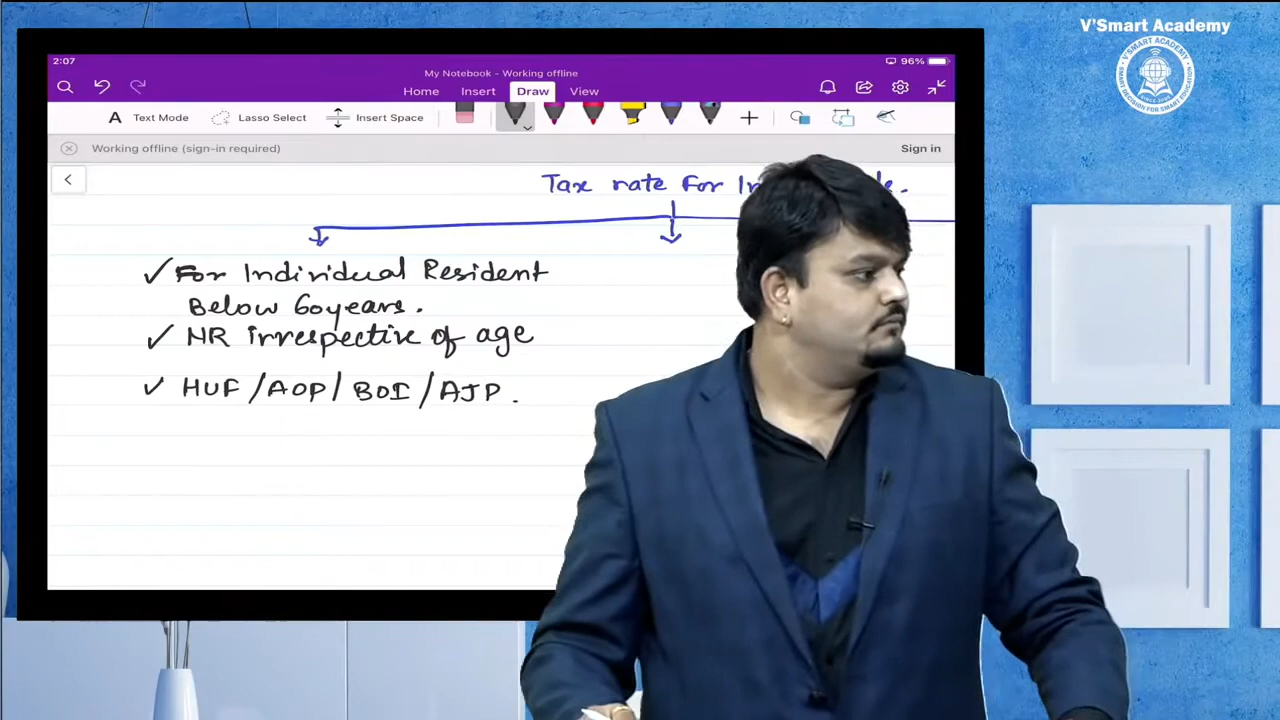 V'Smart Academy
2:07
96%
My Notebook - Working offline
Home Insert Draw View
Text Mode Lasso Select Insert Space
Working offline (sign-in required) Sign in
Tax rate For
✓ For Individual Resident
Below 60years.
✓ NR irrespective of age
✓ HUF/AOP/BOI/AJP.